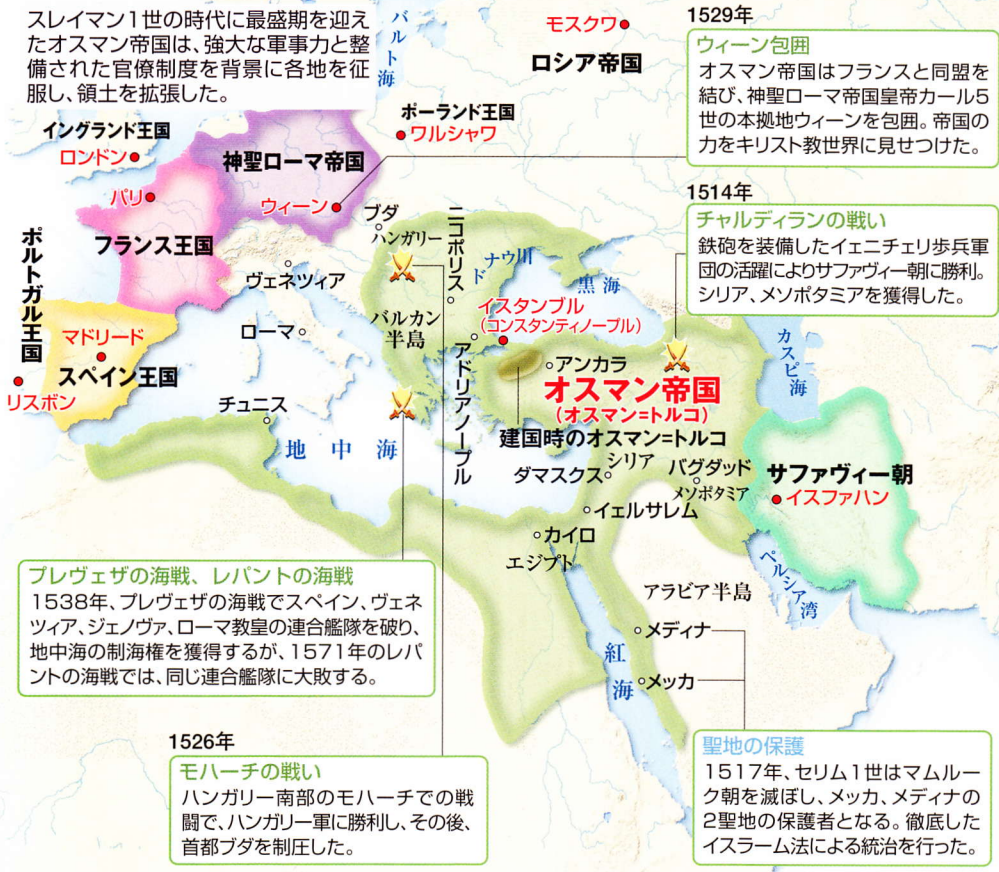 スレイマン1世の時代に最盛期を迎え
たオスマン帝国は、強大な軍事力と整
備された官僚制度を背景に各地を征
服し、領土を拡張した。
バルト海
モスクワ
ロシア帝国
1529年
ウィーン包囲
オスマン帝国はフランスと同盟を
結び、神聖ローマ帝国皇帝カール5
世の本拠地ウィーンを包囲。帝国の
力をキリスト教世界に見せつけた。
イングランド王国
ロンドン
ポーランド王国
ワルシャワ
神聖ローマ帝国
パリ
ウィーン
フランス王国
ポルトガル王国
ブダ
ハンガリー
ニコポリス
ドナウ川
黒海
1514年
チャルディランの戦い
鉄砲を装備したイェニチェリ歩兵軍
団の活躍によりサファヴィー朝に勝利。
シリア、メソポタミアを獲得した。
ヴェネツィア
バルカン
半島
イスタンブル
(コンスタンティノープル)
カスピ海
マドリード
スペイン王国
リスボン
ローマ
アドリアノープル
アンカラ
オスマン帝国
(オスマン=トルコ)
建国時のオスマン=トルコ
チュニス
地中海
ダマスクス
シリア
バグダッド
メソポタミア
サファヴィー朝
イスファハン
イェルサレム
カイロ
エジプト
ペルシア湾
アラビア半島
プレヴェザの海戦、レパントの海戦
1538年、プレヴェザの海戦でスペイン、ヴェネ
ツィア、ジェノヴァ、ローマ教皇の連合艦隊を破り、
地中海の制海権を獲得するが、1571年のレパ
ントの海戦では、同じ連合艦隊に大敗する。
メディナ
紅海
メッカ
1526年
モハーチの戦い
ハンガリー南部のモハーチでの戦
闘で、ハンガリー軍に勝利し、その後、
首都ブダを制圧した。
聖地の保護
1517年、セリム1世はマムルー
ク朝を滅ぼし、メッカ、メディナの
2聖地の保護者となる。徹底した
イスラーム法による統治を行った。